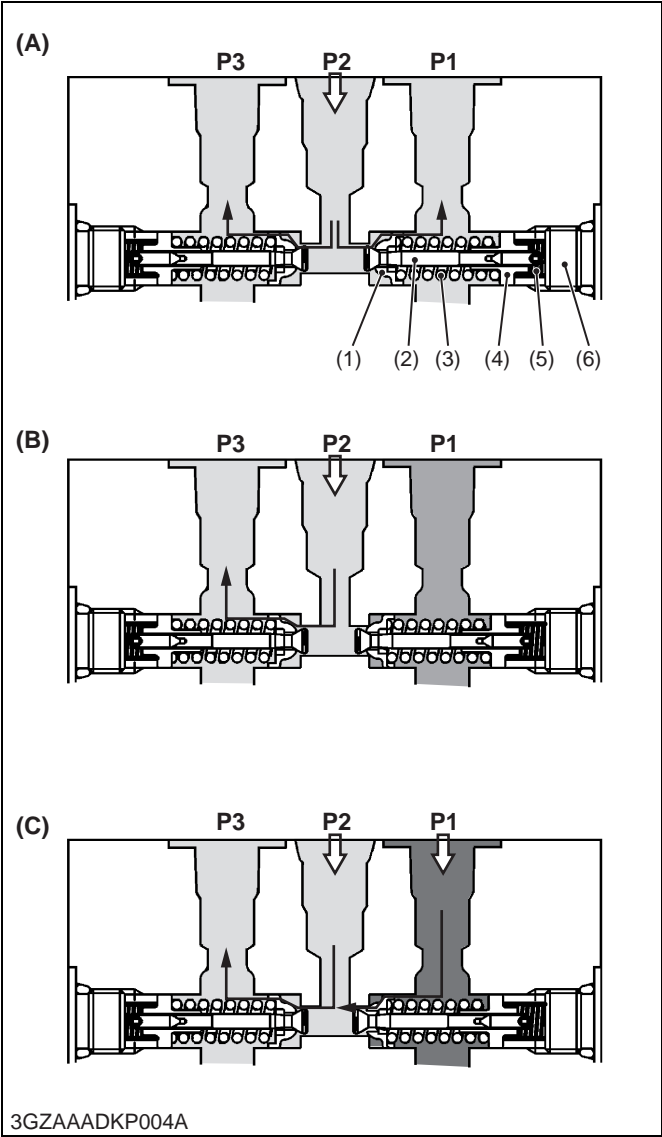 (A)
P3 P2 P1
(1) (2) (3) (4) (5) (6)
(B)
P3 P2 P1
(C)
P3 P2 P1
3GZAAADKP004A